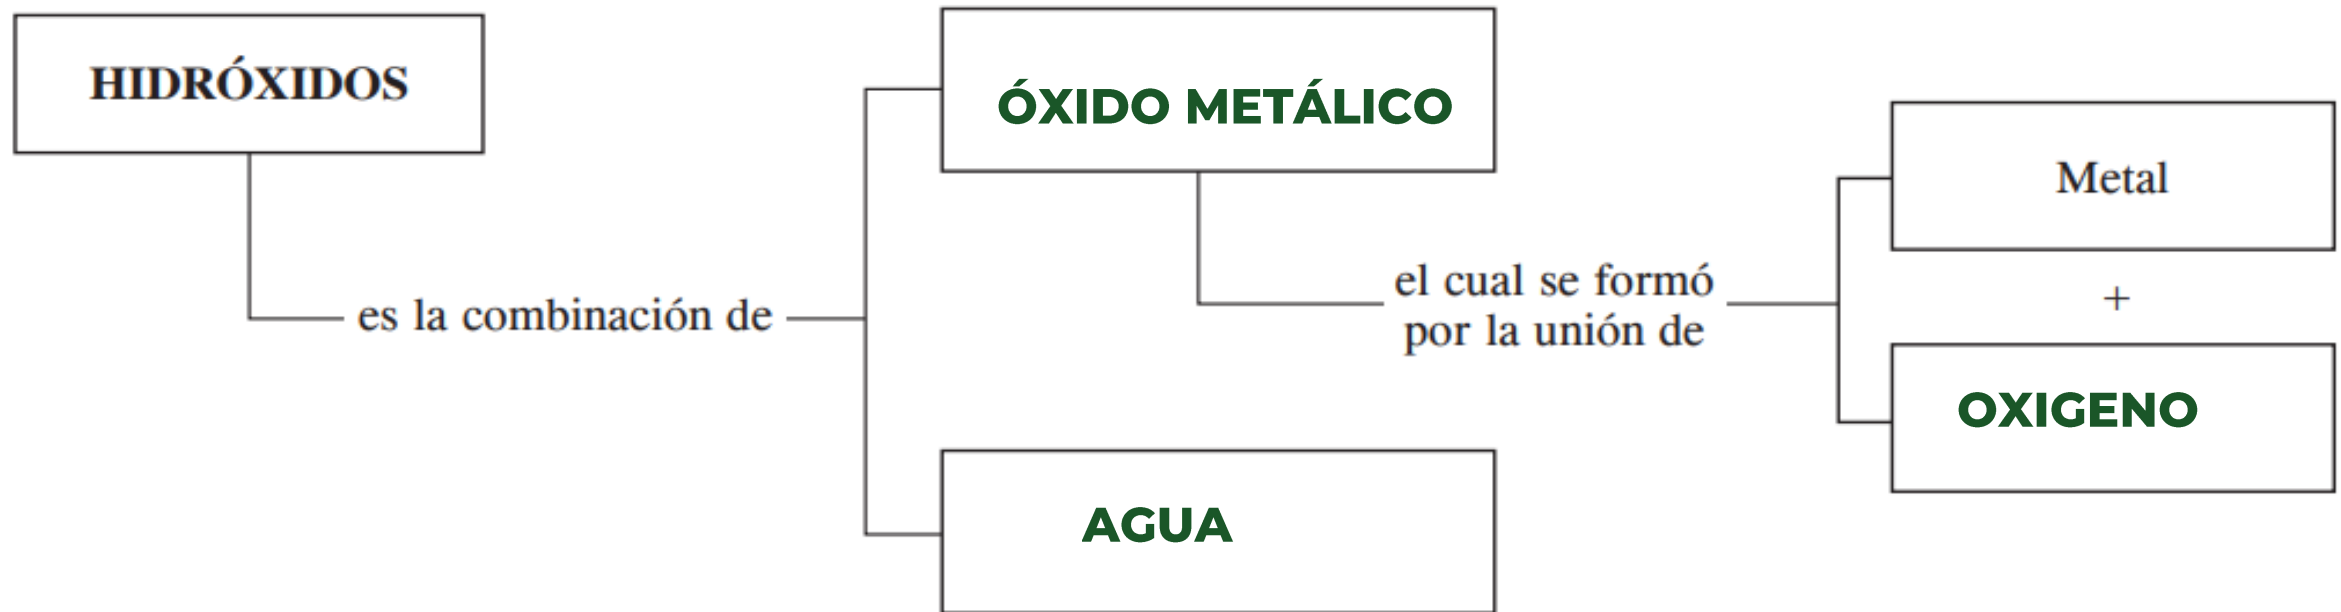 HIDRÓXIDOS
es la combinación de
ÓXIDO METÁLICO
AGUA
el cual se formó
por la unión de
Metal
+
OXIGENO